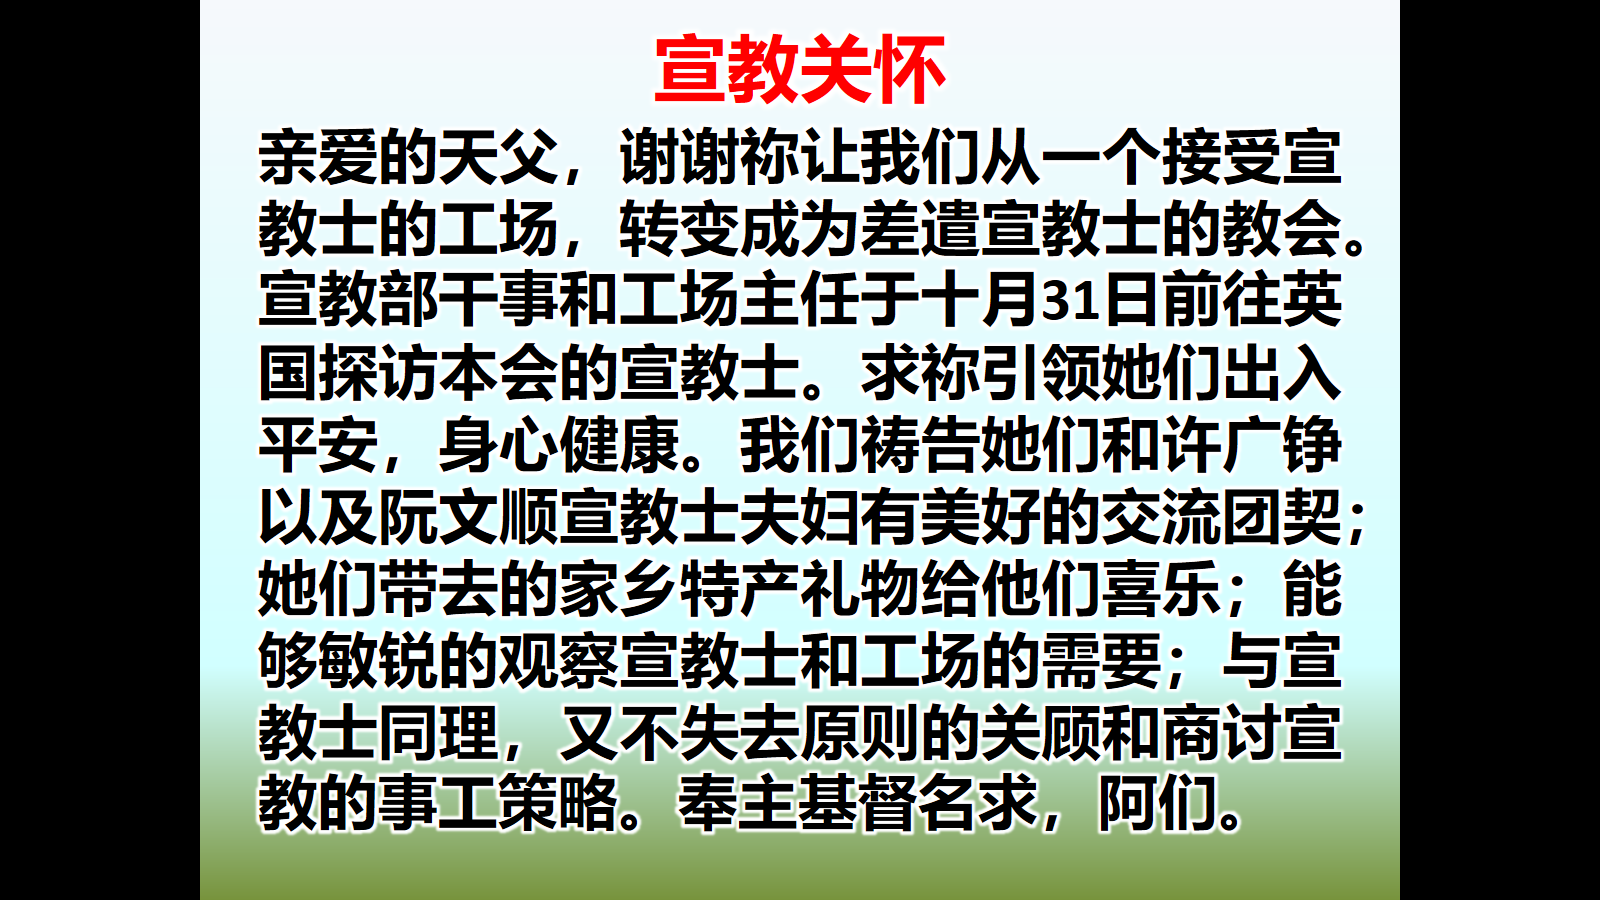 宣教关怀
亲爱的天父，谢谢祢让我们从一个接受宣
教士的工场，转变成为差遣宣教士的教会。
宣教部干事和工场主任于十月31日前往英
国探访本会的宣教士。求祢引领她们出入
平安，身心健康。我们祷告她们和许广铮
以及阮文顺宣教士夫妇有美好的交流团契；
她们带去的家乡特产礼物给他们喜乐；能
够敏锐的观察宣教士和工场的需要；与宣
教士同理，又不失去原则的关顾和商讨宣
教的事工策略。奉主基督名求，阿们。